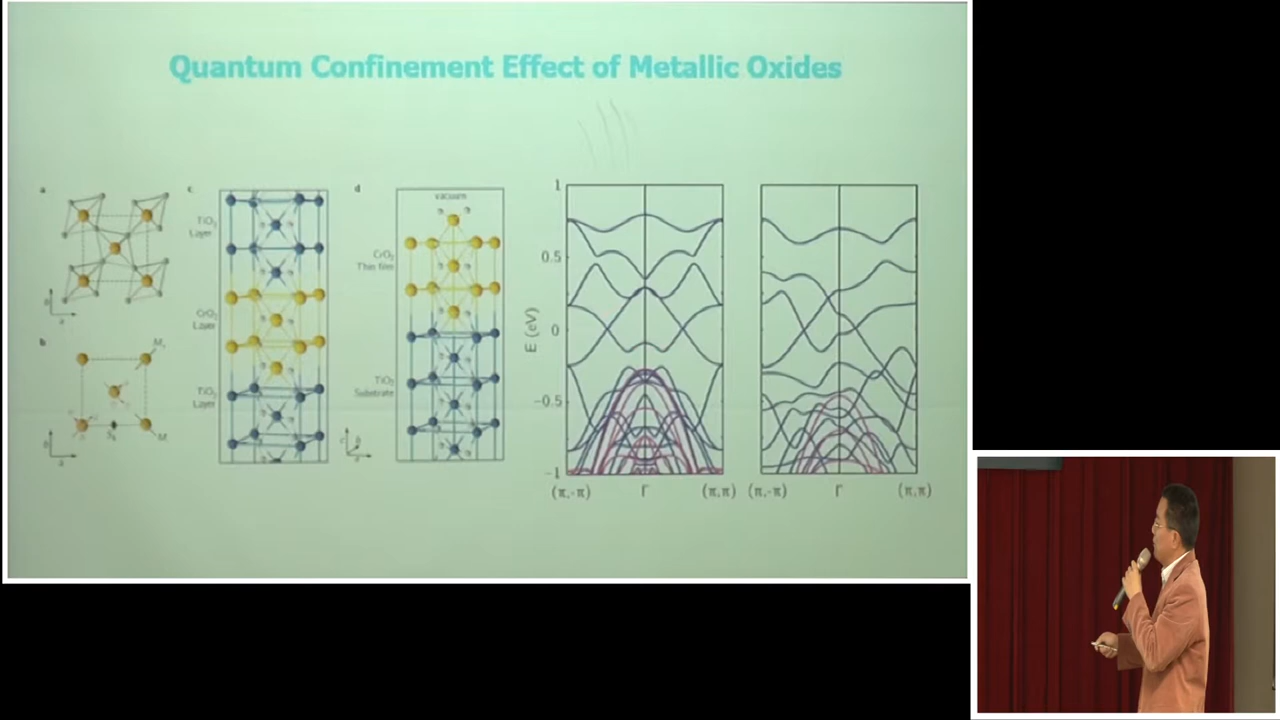 Quantum Confinement Effect of Metallic Oxides
a
c
d
vacuum
TiO₂
Layer
CrO₂
Thin film
CrO₂
Layer
b
TiO₂
Layer
TiO₂
Substrate
E (eV)
1
0.5
0
−0.5
−1
(π,-π)
Γ
(π,π)
(π,-π)
Γ
(π,π)